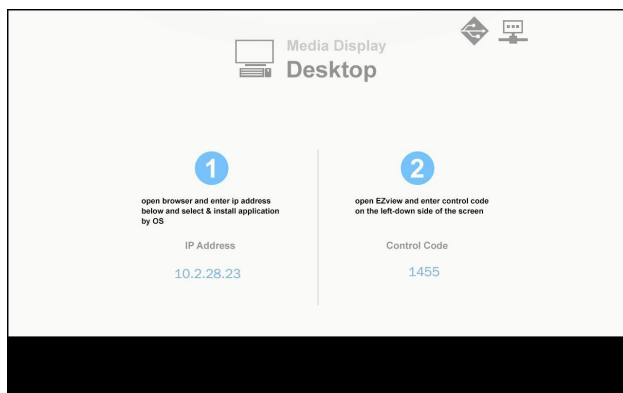 Media Display
Desktop
1
open browser and enter ip address
below and select & install application
by OS
IP Address
10.2.28.23
2
open EZview and enter control code
on the left-down side of the screen
Control Code
1455